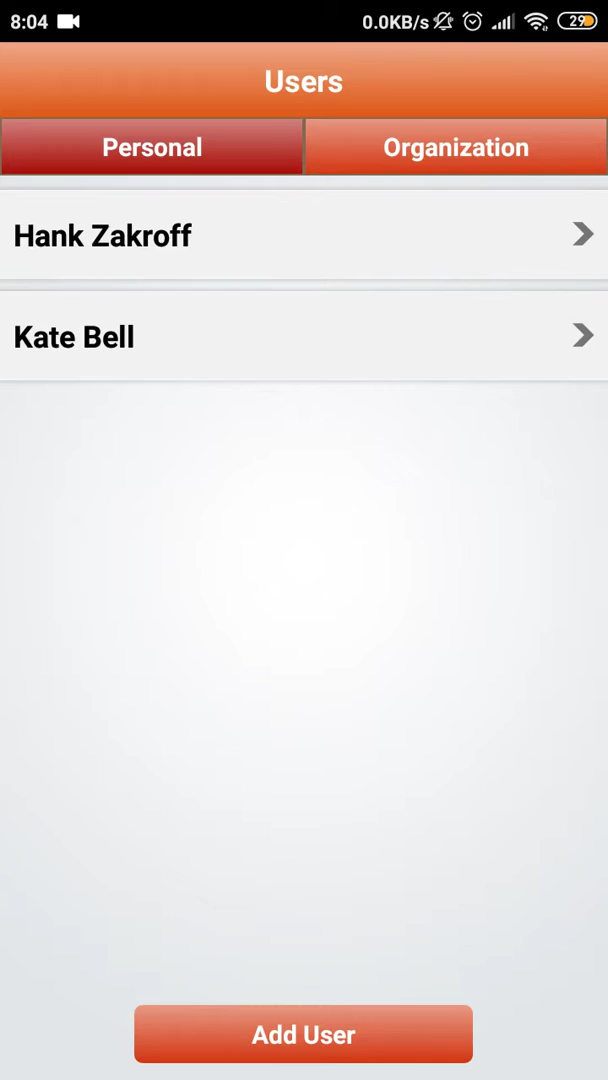 8:04 0.0KB/s 29
Users
Personal Organization
Hank Zakroff
Kate Bell
Add User